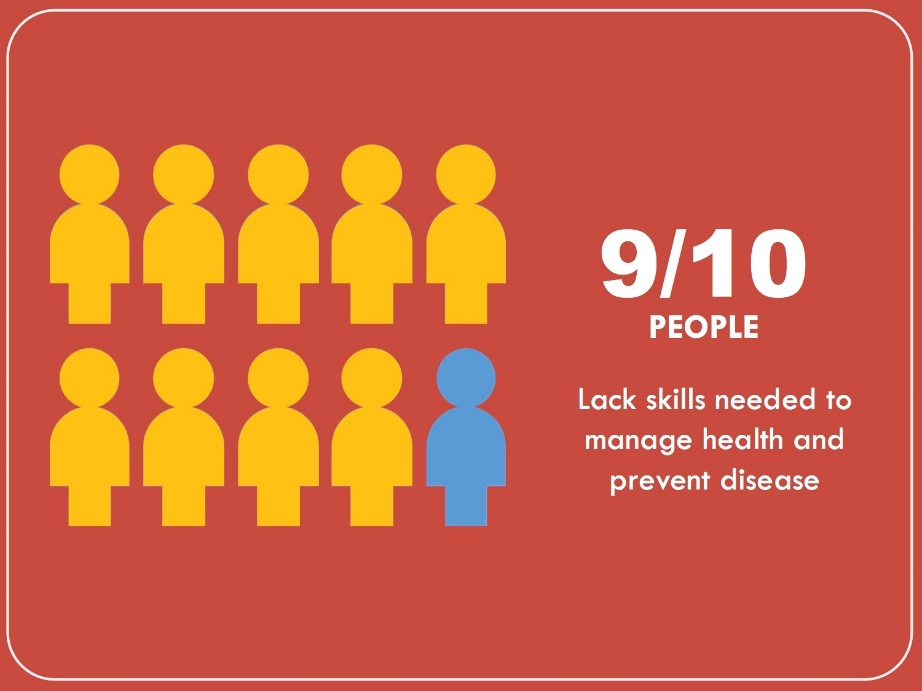 9/10
PEOPLE
Lack skills needed to
manage health and
prevent disease